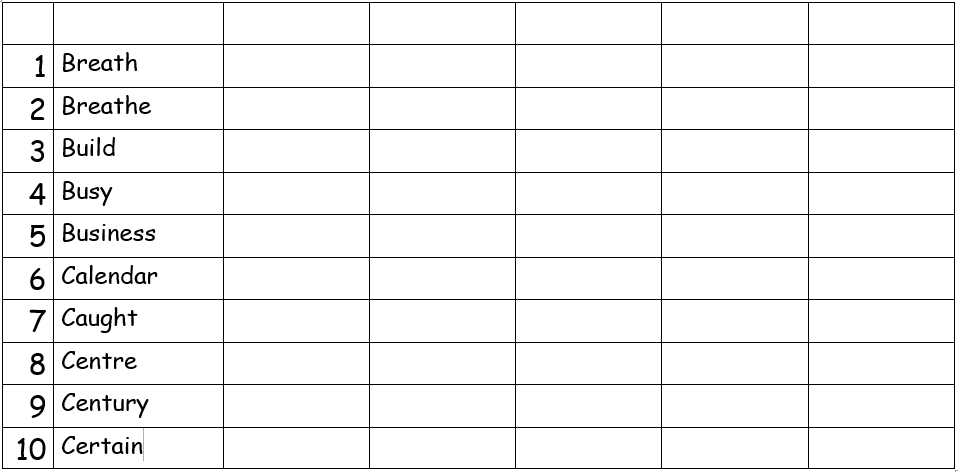 1 Breath
2 Breathe
3 Build
4 Busy
5 Business
6 Calendar
7 Caught
8 Centre
9 Century
10 Certain